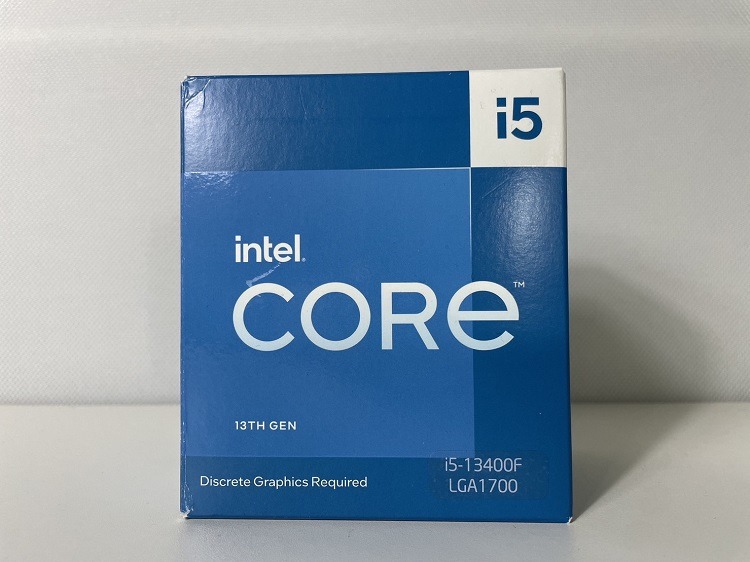 i5
intel.
CORE™
13TH GEN
i5-13400F
LGA1700
Discrete Graphics Required